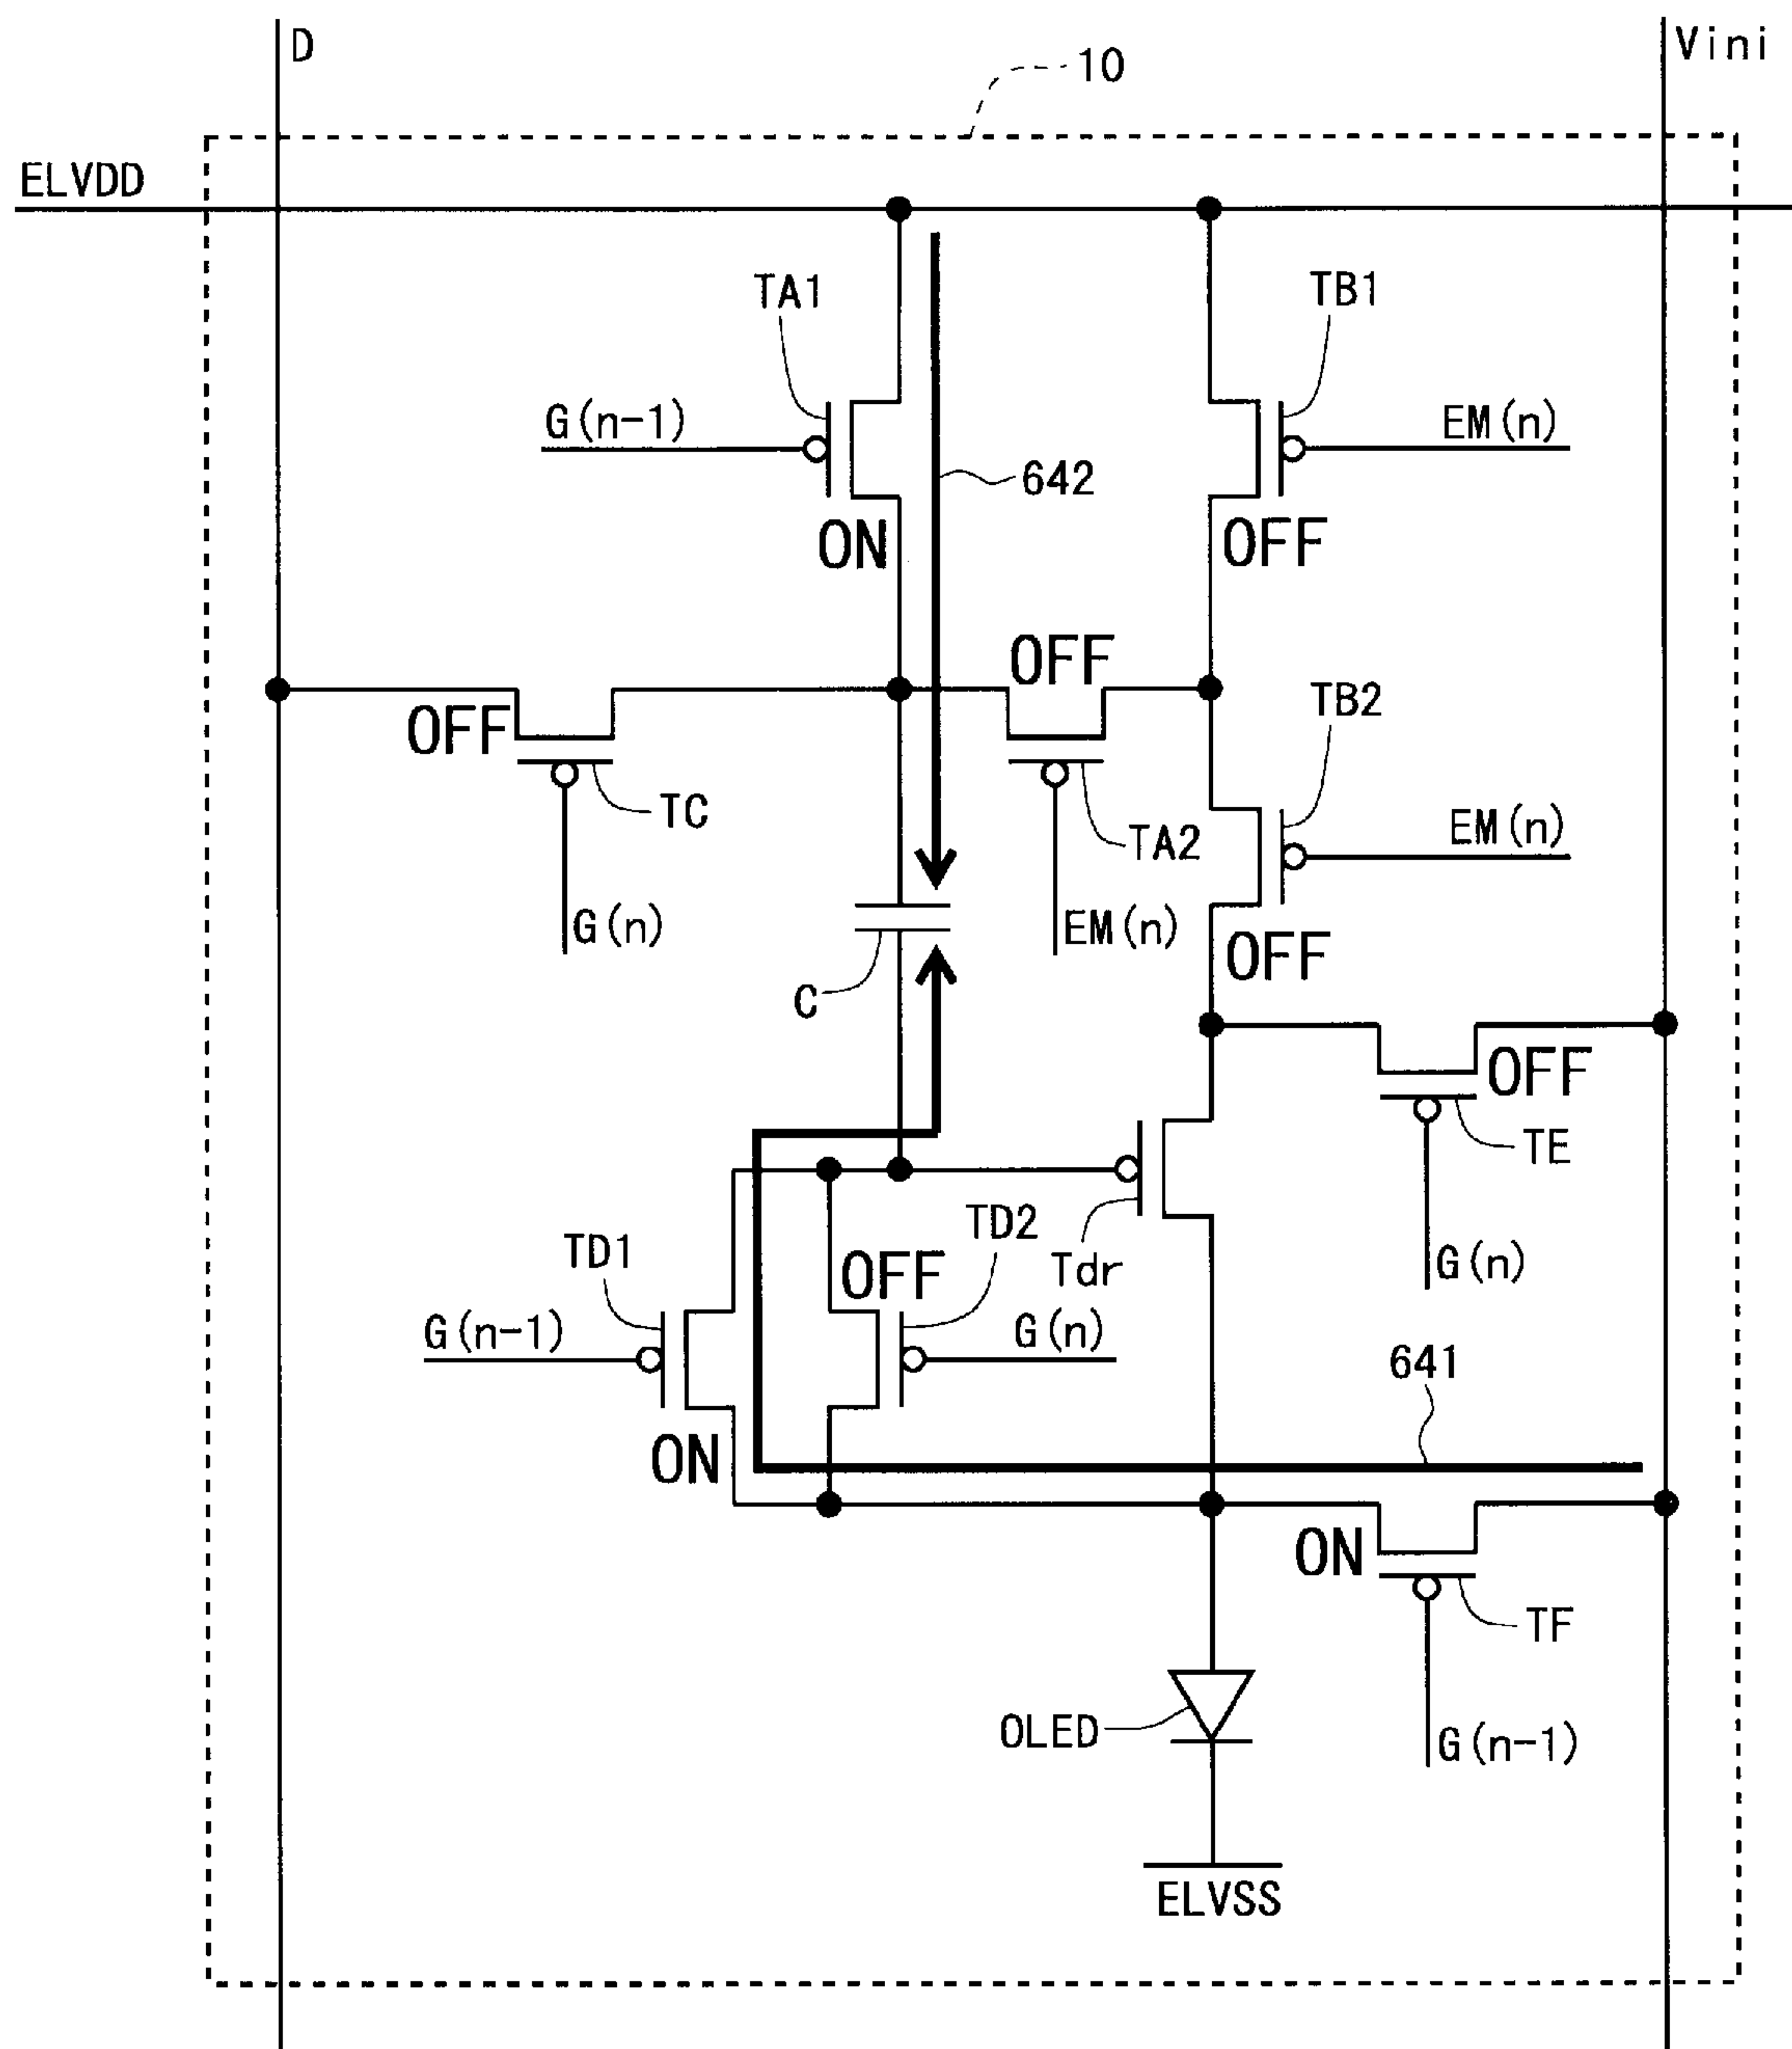 D
Vini
10
ELVDD
TA1
TB1
G(n-1)
EM(n)
642
ON
OFF
OFF
OFF
TB2
TC
TA2
EM(n)
G(n)
EM(n)
OFF
C
OFF
TE
TD1
TD2
OFF
Tdr
G(n)
G(n-1)
G(n)
641
ON
ON
TF
OLED
G(n-1)
ELVSS